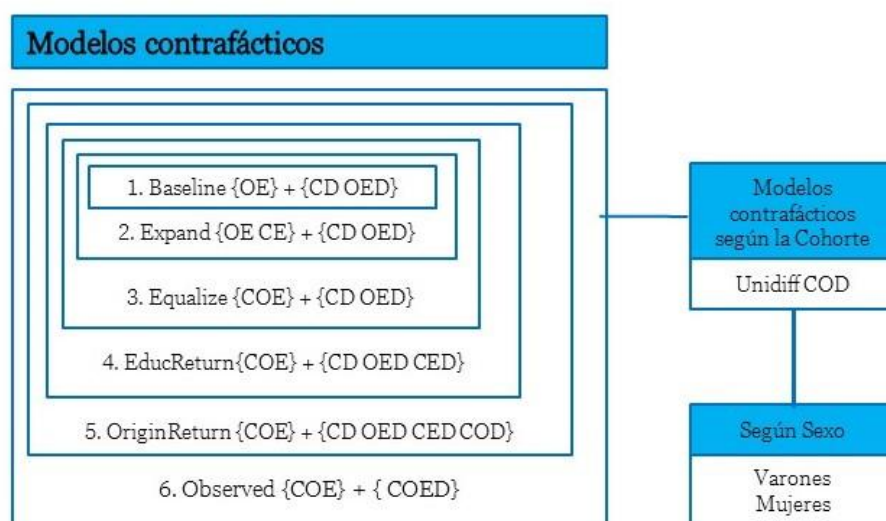 Modelos contrafácticos
1. Baseline {OE} + {CD OED}
2. Expand {OE CE} + {CD OED}
3. Equalize {COE} + {CD OED}
4. EducReturn{COE} + {CD OED CED}
5. OriginReturn {COE} + {CD OED CED COD}
6. Observed {COE} + { COED}
Modelos
contrafácticos
según la Cohorte
Unidiff COD
Según Sexo
Varones
Mujeres